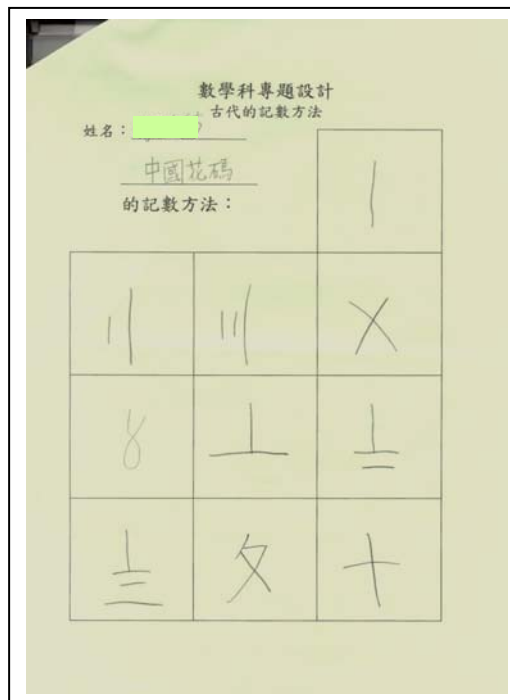 數學科專題設計
古代的記數方法
姓名:
中國花碼
的記數方法:
〡
〢 〣 〤
〥 〦 〧
〨 〩 十